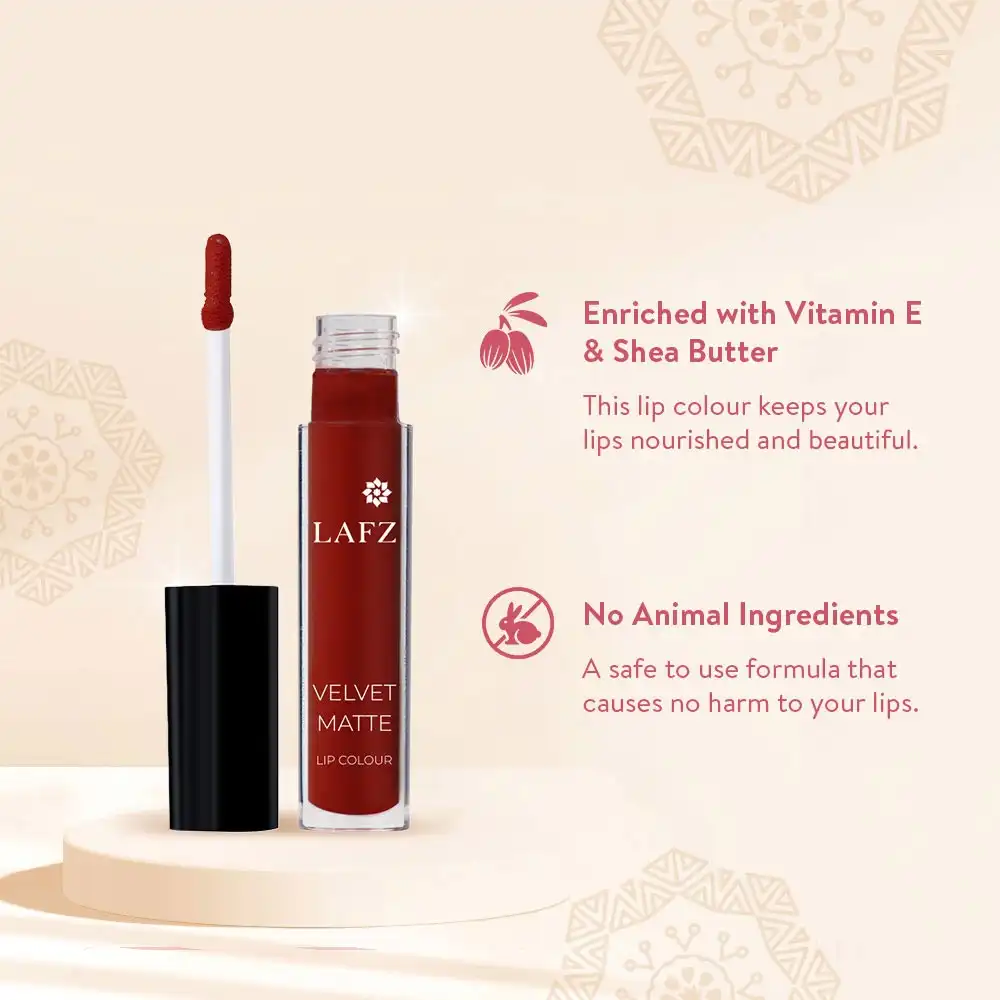 LAFZ
VELVET
MATTE
LIP COLOUR
Enriched with Vitamin E
& Shea Butter
This lip colour keeps your
lips nourished and beautiful.
No Animal Ingredients
A safe to use formula that
causes no harm to your lips.